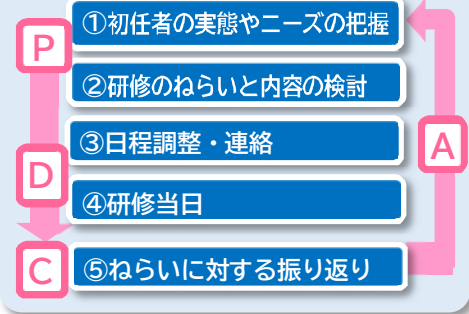 P
①初任者の実態やニーズの把握
②研修のねらいと内容の検討
③日程調整・連絡
A
D
④研修当日
C
⑤ねらいに対する振り返り